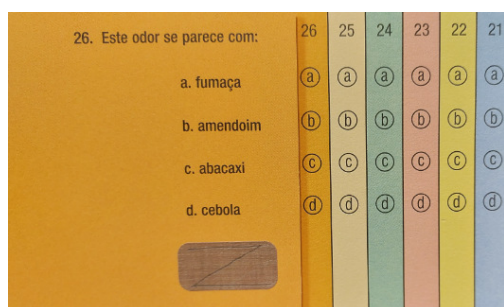 26. Este odor se parece com: 26 25 24 23 22 21
a. fumaça a a a a a a
b. amendoim b b b b b b
c. abacaxi c c c c c c
d. cebola d d d d d d